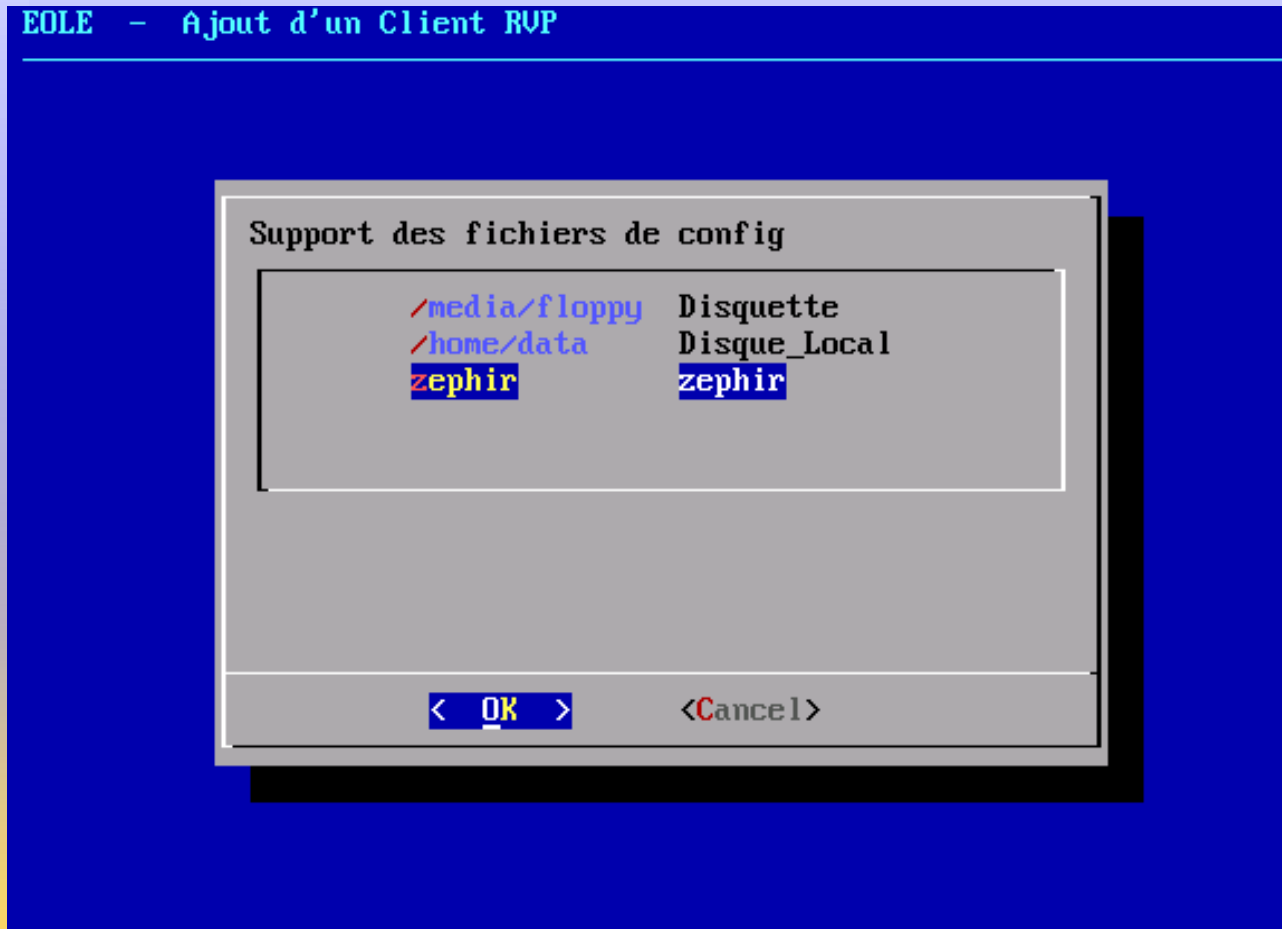 EOLE - Ajout d'un Client RVP
Support des fichiers de config
/media/floppy Disquette
/home/data Disque_Local
zephir zephir
< OK > <Cancel>